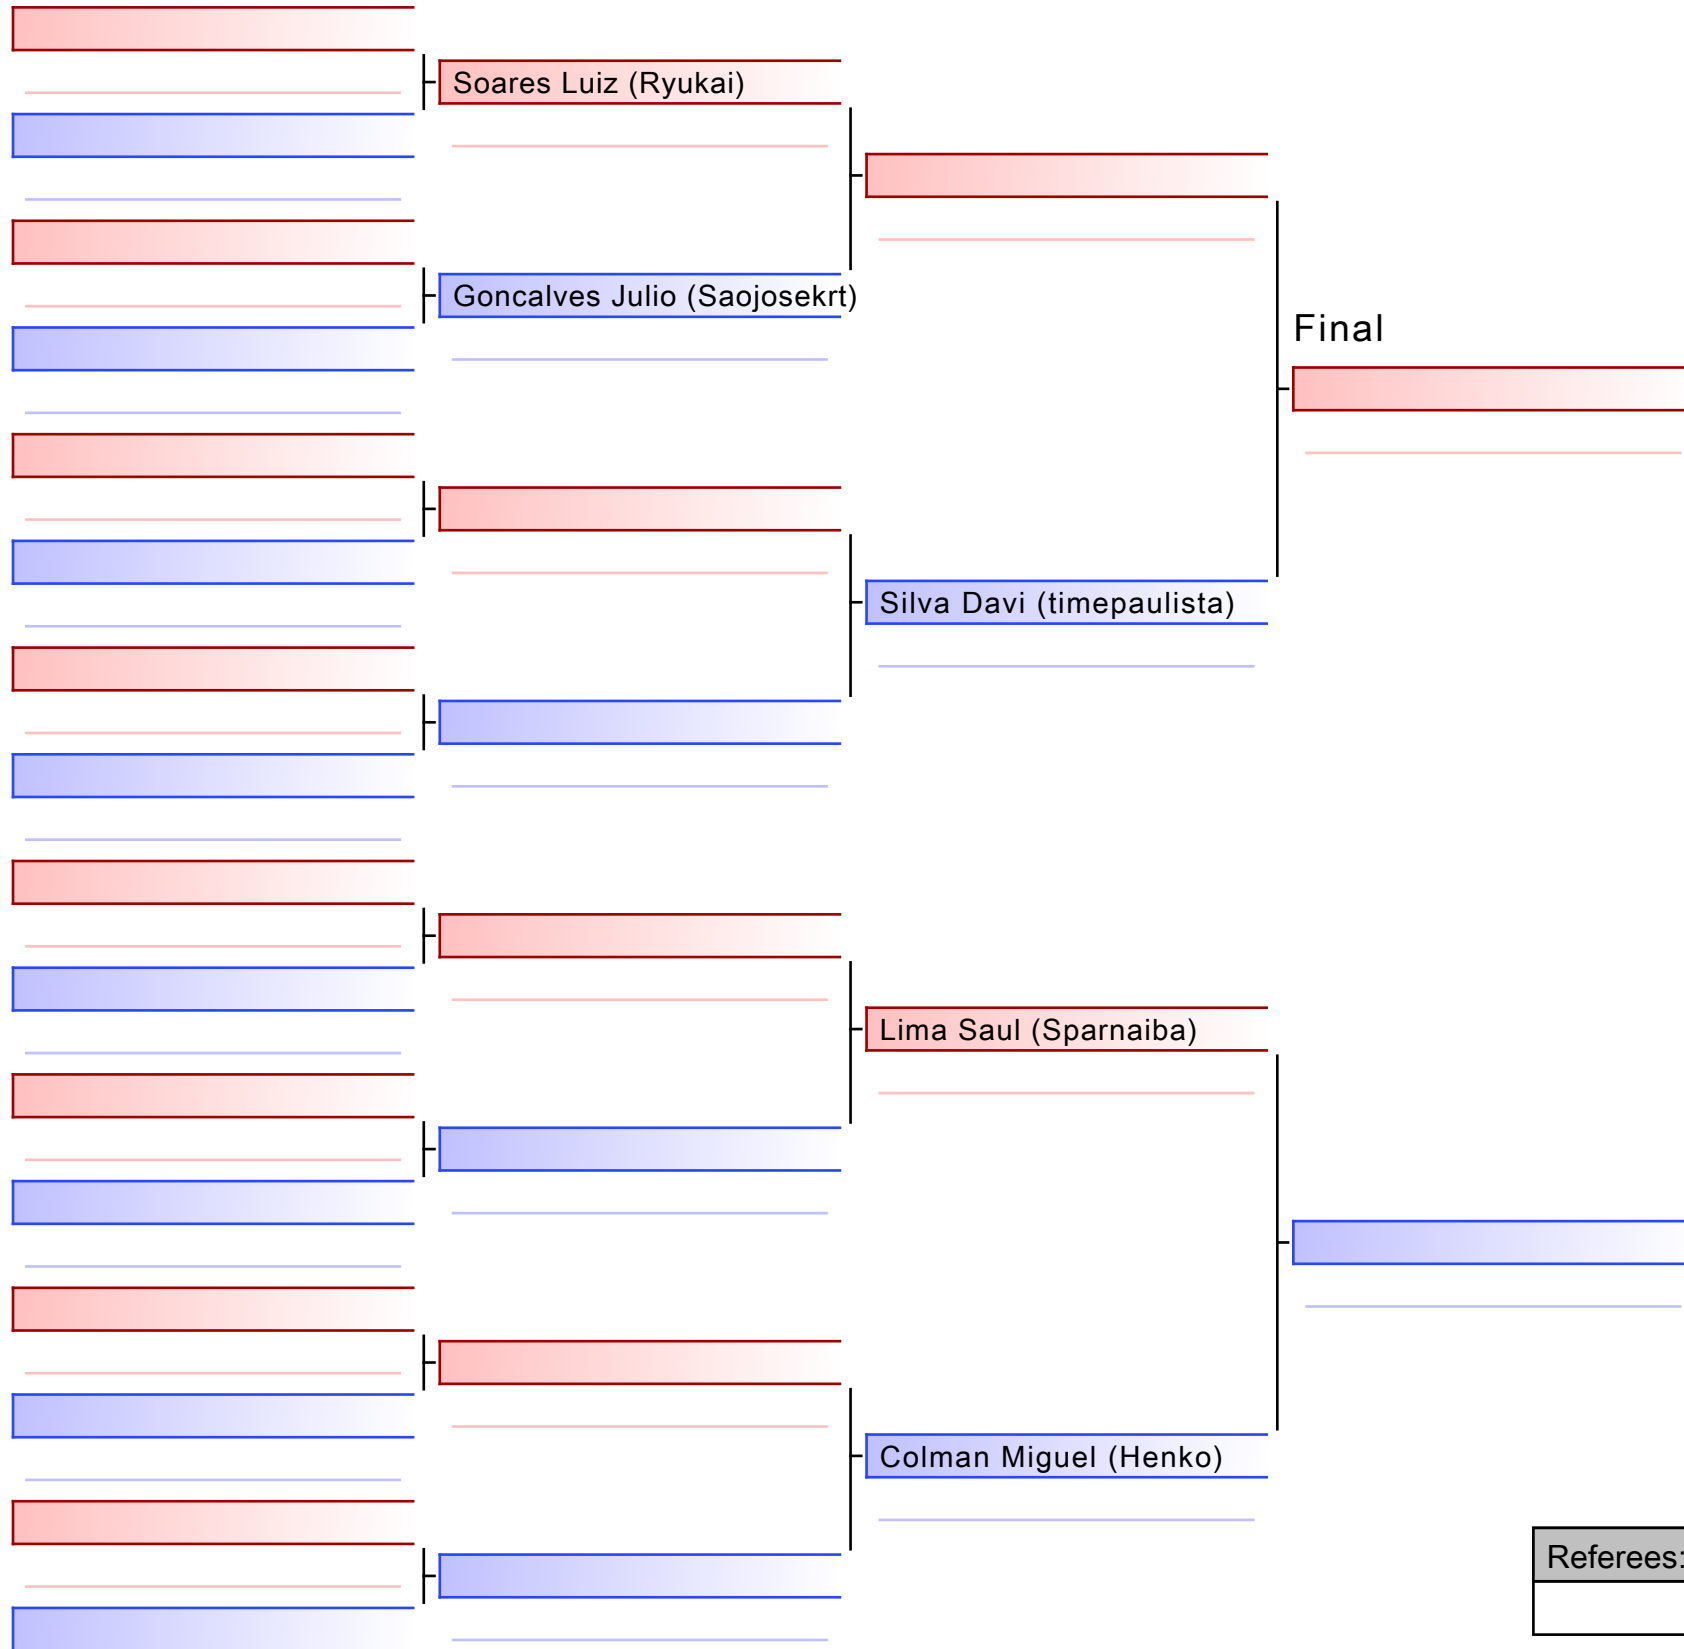 Soares Luiz (Ryukai)
Goncalves Julio (Saojosekrt)
Final
Silva Davi (timepaulista)
Lima Saul (Sparnaiba)
Colman Miguel (Henko)
Referees: